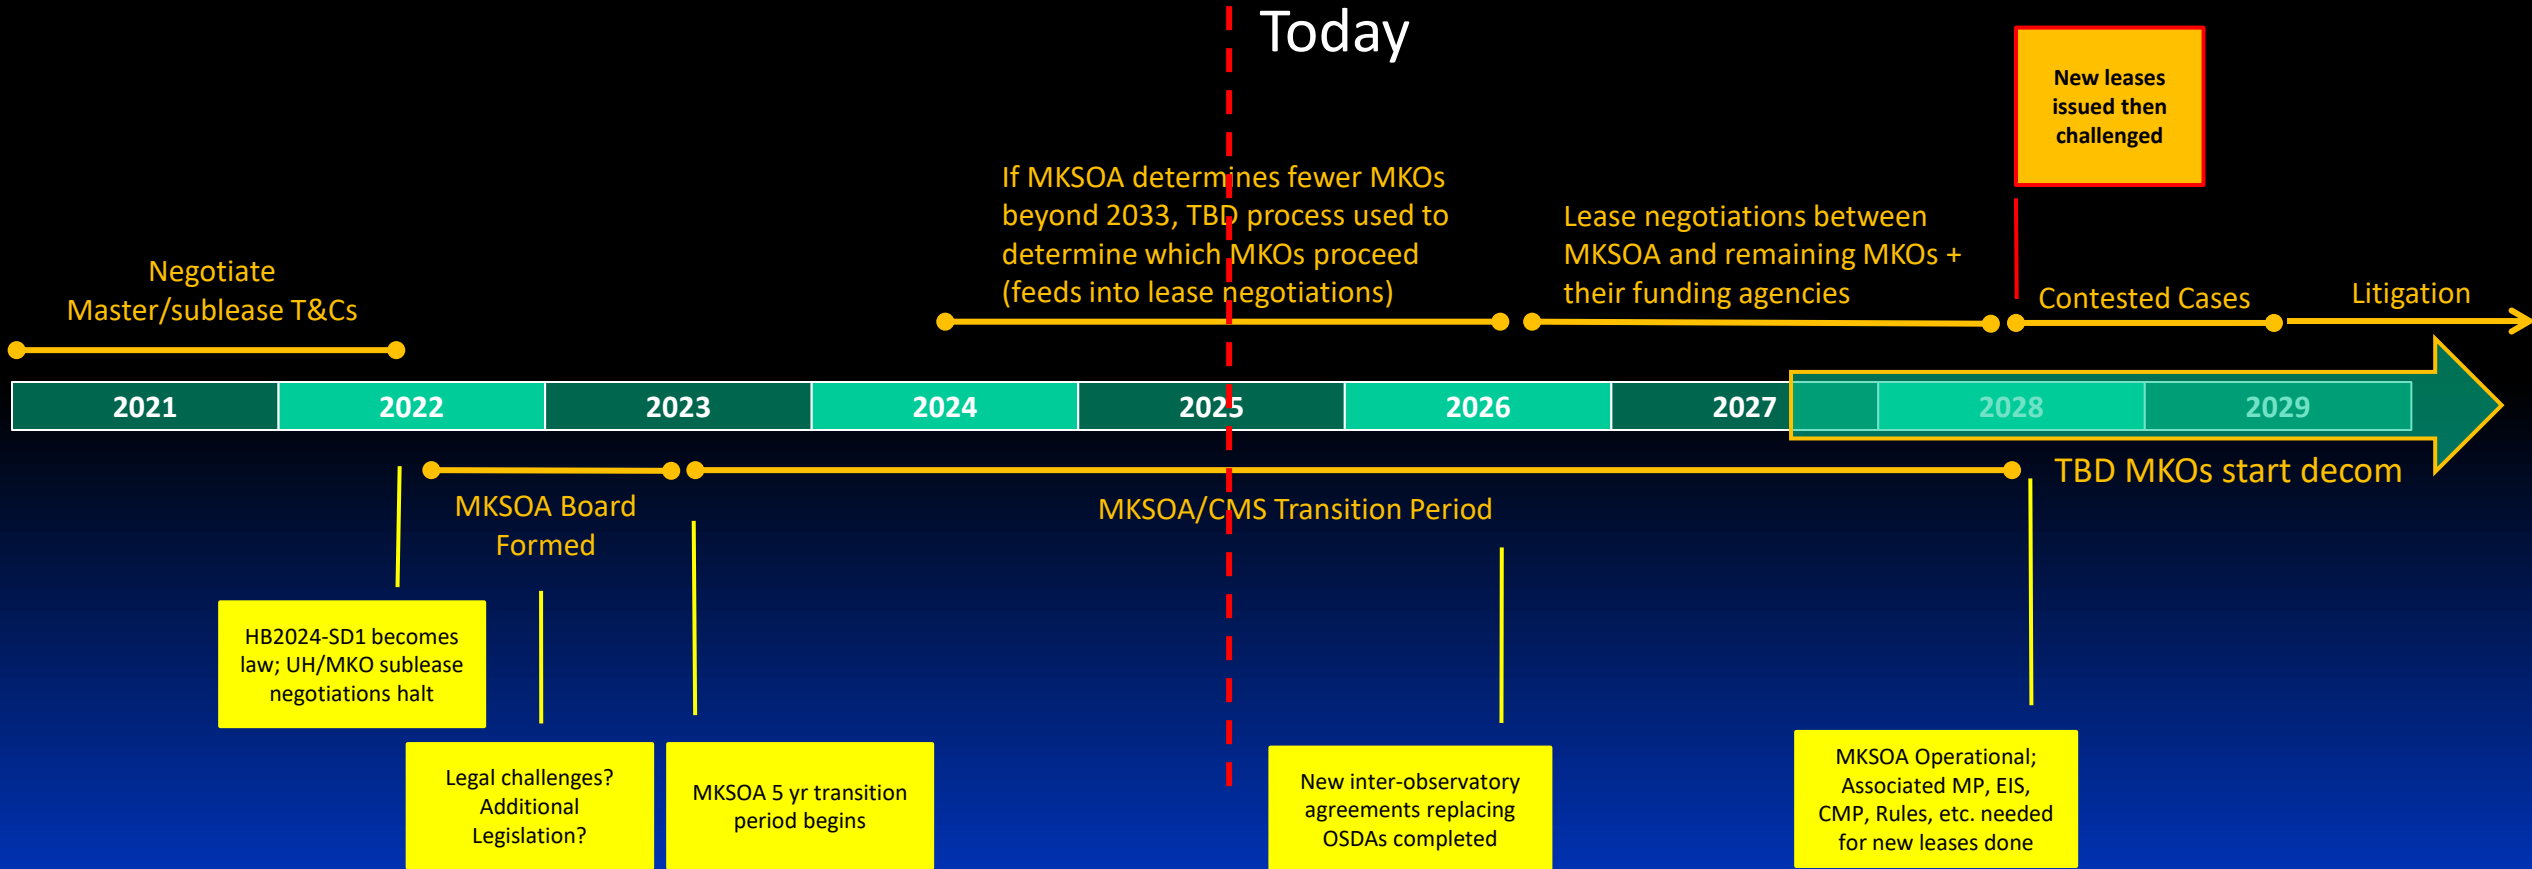 Today
New leases
issued then
challenged
If MKSOA determines fewer MKOs
beyond 2033, TBD process used to
determine which MKOs proceed
(feeds into lease negotiations)
Lease negotiations between
MKSOA and remaining MKOs +
their funding agencies
Negotiate
Master/sublease T&Cs
Contested Cases
Litigation
2021
2022
2023
2024
2025
2026
2027
2028
2029
TBD MKOs start decom
MKSOA Board
Formed
MKSOA/CMS Transition Period
HB2024-SD1 becomes
law; UH/MKO sublease
negotiations halt
Legal challenges?
Additional
Legislation?
MKSOA 5 yr transition
period begins
New inter-observatory
agreements replacing
OSDAs completed
MKSOA Operational;
Associated MP, EIS,
CMP, Rules, etc. needed
for new leases done